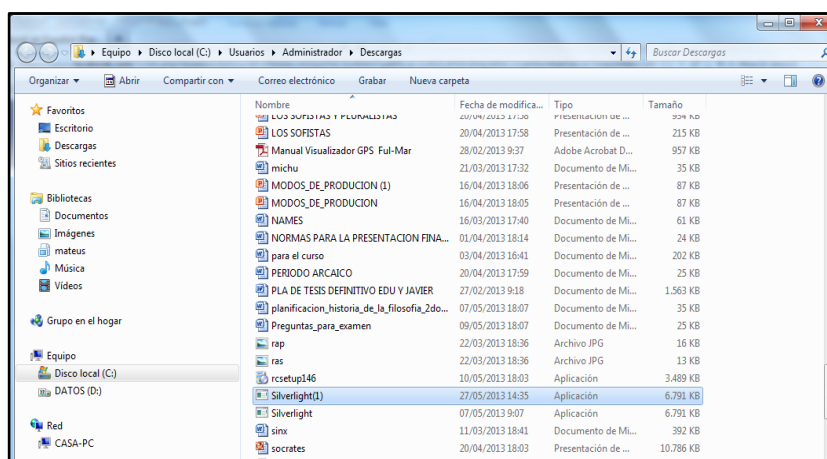 Equipo ▸ Disco local (C:) ▸ Usuarios ▸ Administrador ▸ Descargas
Buscar Descargas
Organizar Abrir Compartir con Correo electrónico Grabar Nueva carpeta
Favoritos
Escritorio
Descargas
Sitios recientes
Bibliotecas
Documentos
Imágenes
mateus
Música
Vídeos
Grupo en el hogar
Equipo
Disco local (C:)
DATOS (D:)
Red
CASA-PC
Nombre Fecha de modifica... Tipo Tamaño
LOS SOFISTAS Y PLURALISTAS 20/04/2013 17:58 Presentación de ... 954 KB
LOS SOFISTAS 20/04/2013 17:58 Presentación de ... 215 KB
Manual Visualizador GPS Ful-Mar 28/02/2013 9:37 Adobe Acrobat D... 957 KB
michu 21/03/2013 17:32 Documento de Mi... 35 KB
MODOS_DE_PRODUCION (1) 16/04/2013 18:06 Presentación de ... 87 KB
MODOS_DE_PRODUCION 16/04/2013 18:05 Presentación de ... 87 KB
NAMES 16/03/2013 17:40 Documento de Mi... 61 KB
NORMAS PARA LA PRESENTACION FINA... 01/04/2013 18:14 Documento de Mi... 24 KB
para el curso 03/04/2013 16:41 Documento de Mi... 202 KB
PERIODO ARCAICO 20/04/2013 17:59 Documento de Mi... 25 KB
PLA DE TESIS DEFINITIVO EDU Y JAVIER 27/02/2013 9:18 Documento de Mi... 1.563 KB
planificacion_historia_de_la_filosofia_2do... 07/05/2013 18:07 Documento de Mi... 35 KB
Preguntas_para_examen 09/05/2013 18:07 Documento de Mi... 25 KB
rap 22/03/2013 18:36 Archivo JPG 16 KB
ras 22/03/2013 18:36 Archivo JPG 13 KB
rcsetup146 10/05/2013 18:03 Aplicación 3.489 KB
Silverlight(1) 27/05/2013 14:35 Aplicación 6.791 KB
Silverlight 07/05/2013 9:07 Aplicación 6.791 KB
sinx 11/03/2013 18:41 Documento de Mi... 392 KB
socrates 20/04/2013 18:03 Presentación de ... 10.786 KB